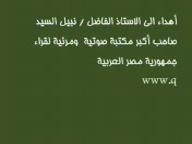 أهداء الى الاستاذ الفاضل / نبيل السيد
صاحب أكبر مكتبة صوتية ومرئية لقراء
جمهورية مصر العربية
www.q